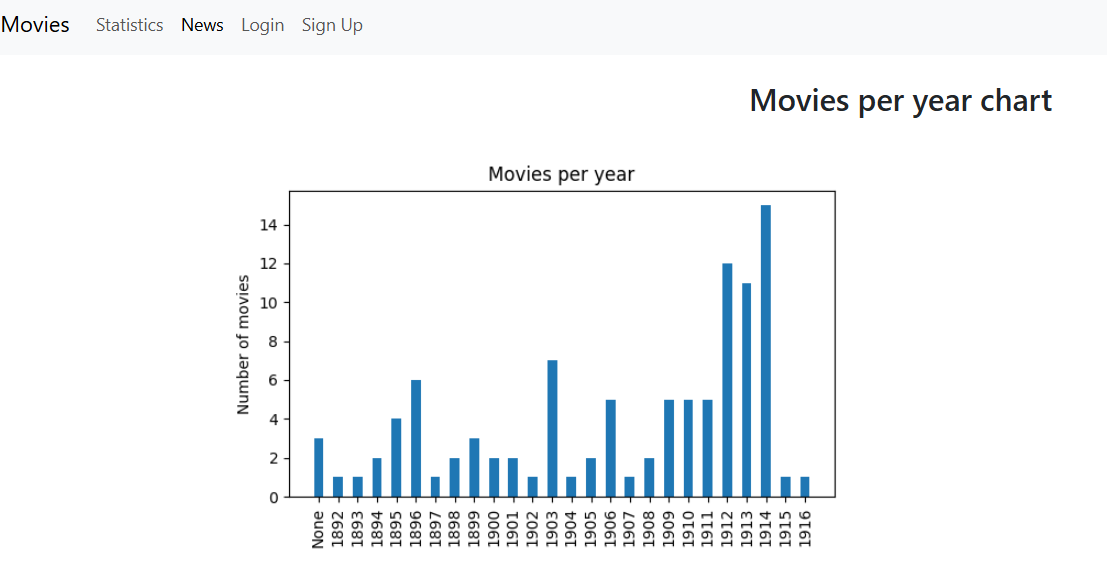 Movies Statistics News Login Sign Up
Movies per year chart
Movies per year
Number of movies
14
12
10
8
6
4
2
0
None 1892 1893 1894 1895 1896 1897 1898 1899 1900 1901 1902 1903 1904 1905 1906 1907 1908 1909 1910 1911 1912 1913 1914 1915 1916